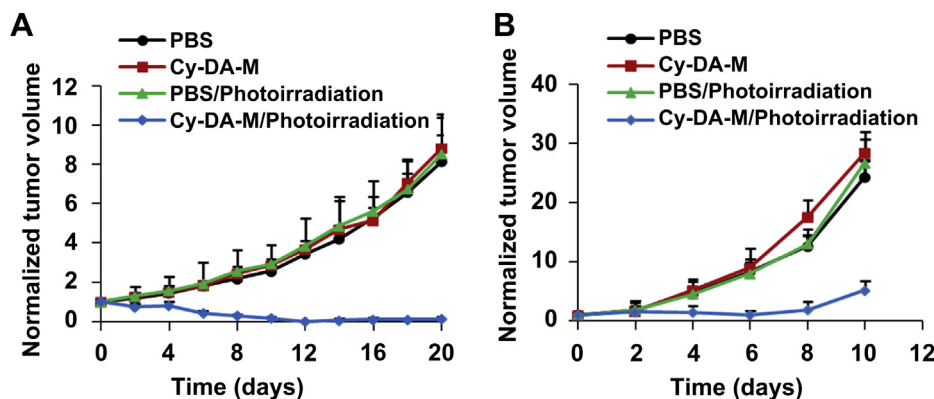 A
PBS
Cy-DA-M
PBS/Photoirradiation
Cy-DA-M/Photoirradiation
Normalized tumor volume
12
10
8
6
4
2
0
0 4 8 12 16 20
Time (days)
B
PBS
Cy-DA-M
PBS/Photoirradiation
Cy-DA-M/Photoirradiation
Normalized tumor volume
40
30
20
10
0
0 2 4 6 8 10 12
Time (days)